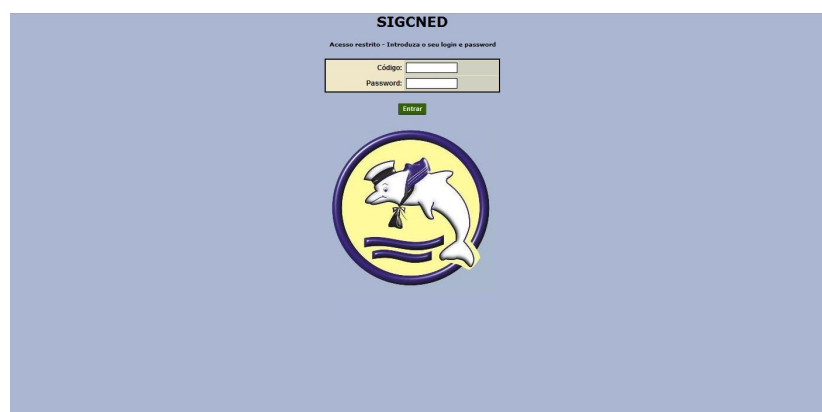 SIGCNED
Acesso restrito - Introduza o seu login e password
Código:
Password:
Entrar